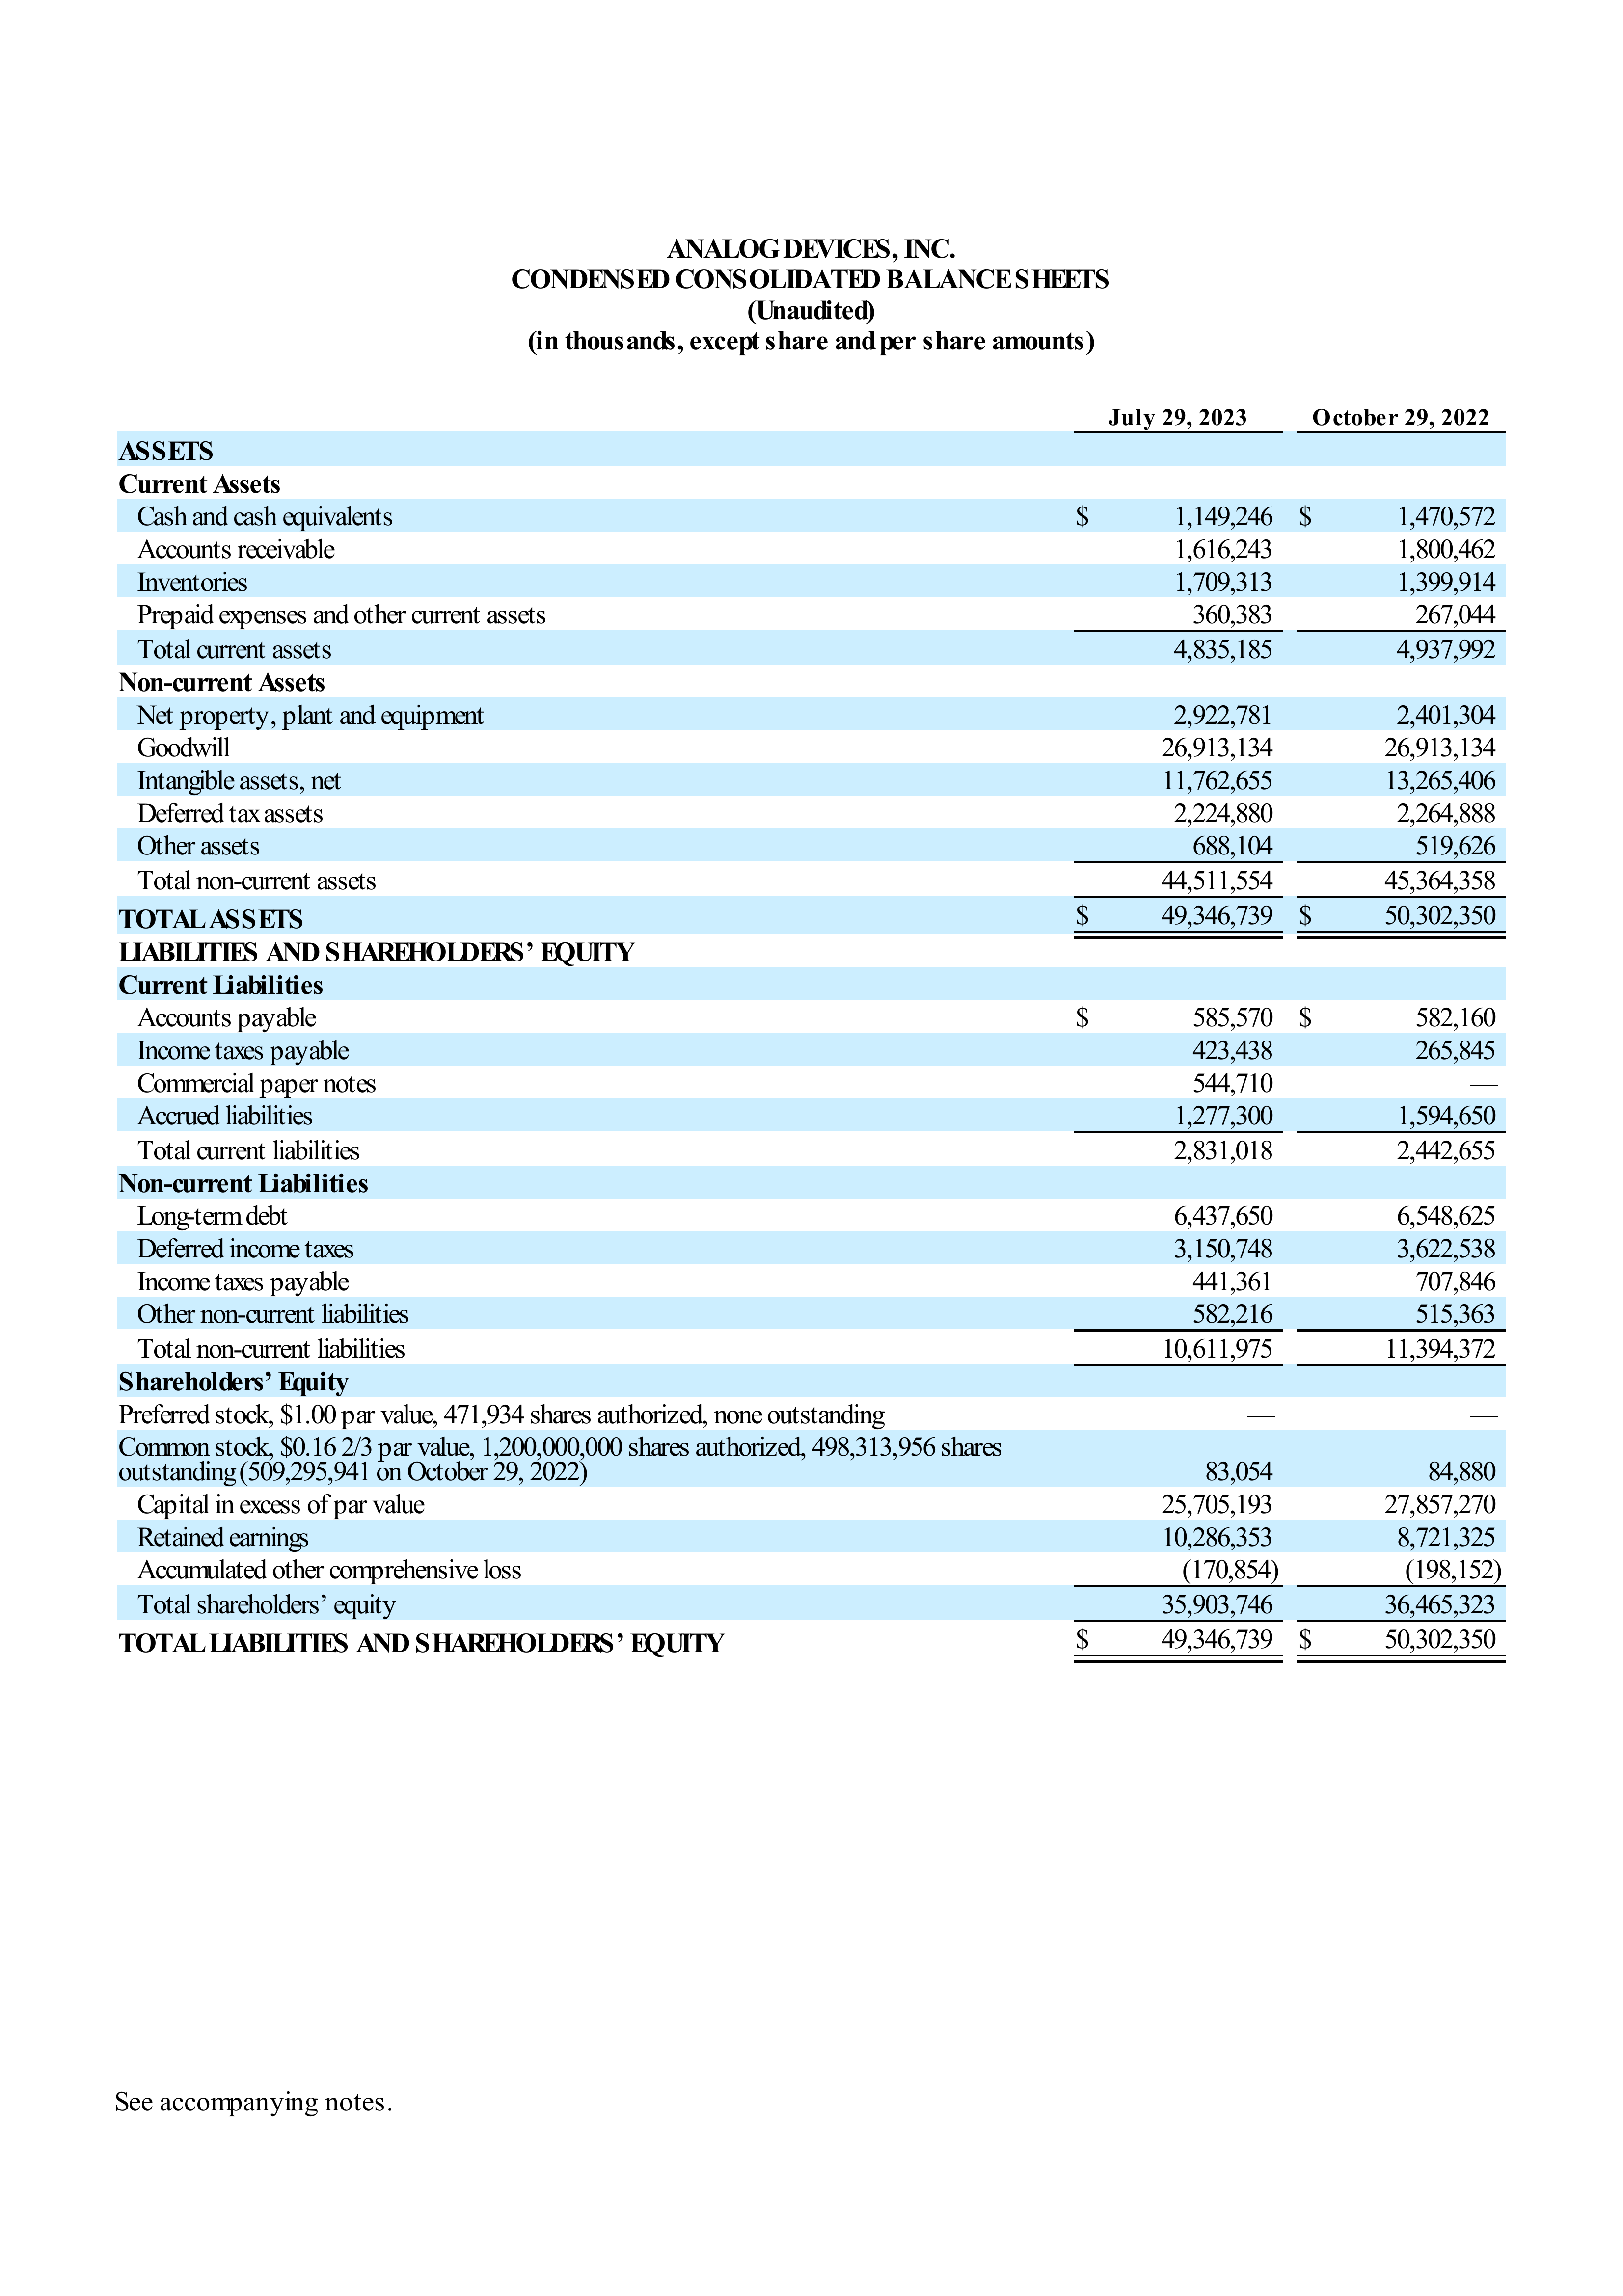 ANALOG DEVICES, INC.
CONDENSED CONSOLIDATED BALANCE SHEETS
(Unaudited)
(in thousands, except share and per share amounts)
July 29, 2023 October 29, 2022
ASSETS
Current Assets
Cash and cash equivalents $ 1,149,246 $ 1,470,572
Accounts receivable 1,616,243 1,800,462
Inventories 1,709,313 1,399,914
Prepaid expenses and other current assets 360,383 267,044
Total current assets 4,835,185 4,937,992
Non-current Assets
Net property, plant and equipment 2,922,781 2,401,304
Goodwill 26,913,134 26,913,134
Intangible assets, net 11,762,655 13,265,406
Deferred tax assets 2,224,880 2,264,888
Other assets 688,104 519,626
Total non-current assets 44,511,554 45,364,358
TOTAL ASSETS $ 49,346,739 $ 50,302,350
LIABILITIES AND SHAREHOLDERS’ EQUITY
Current Liabilities
Accounts payable $ 585,570 $ 582,160
Income taxes payable 423,438 265,845
Commercial paper notes 544,710 —
Accrued liabilities 1,277,300 1,594,650
Total current liabilities 2,831,018 2,442,655
Non-current Liabilities
Long-term debt 6,437,650 6,548,625
Deferred income taxes 3,150,748 3,622,538
Income taxes payable 441,361 707,846
Other non-current liabilities 582,216 515,363
Total non-current liabilities 10,611,975 11,394,372
Shareholders’ Equity
Preferred stock, $1.00 par value, 471,934 shares authorized, none outstanding — —
Common stock, $0.16 2/3 par value, 1,200,000,000 shares authorized, 498,313,956 shares
outstanding (509,295,941 on October 29, 2022) 83,054 84,880
Capital in excess of par value 25,705,193 27,857,270
Retained earnings 10,286,353 8,721,325
Accumulated other comprehensive loss (170,854) (198,152)
Total shareholders’ equity 35,903,746 36,465,323
TOTAL LIABILITIES AND SHAREHOLDERS’ EQUITY $ 49,346,739 $ 50,302,350
See accompanying notes.